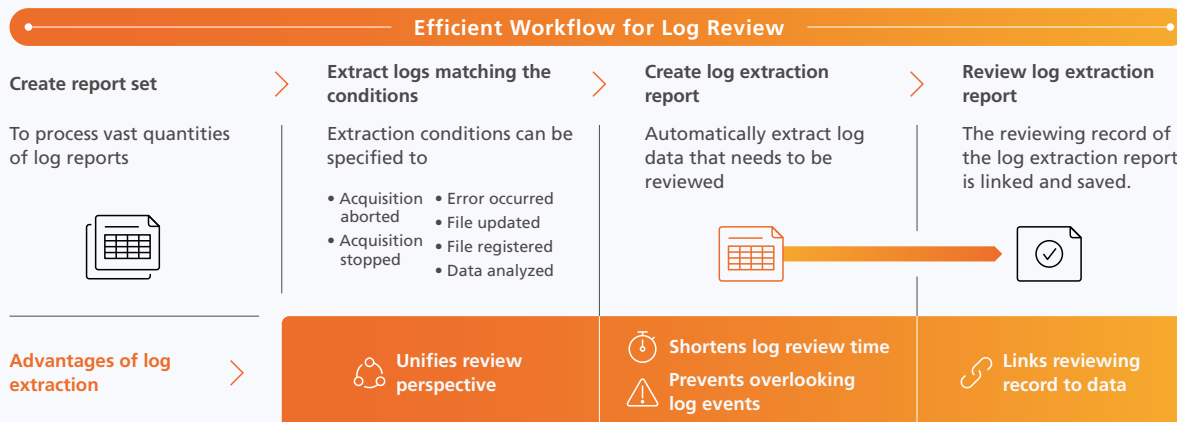 Efficient Workflow for Log Review
Create report set
To process vast quantities
of log reports
Extract logs matching the
conditions
Extraction conditions can be
specified to
• Acquisition
aborted
• Acquisition
stopped
• Error occurred
• File updated
• File registered
• Data analyzed
Create log extraction
report
Automatically extract log
data that needs to be
reviewed
Review log extraction
report
The reviewing record of
the log extraction report
is linked and saved.
Advantages of log
extraction
Unifies review
perspective
Shortens log review time
Prevents overlooking
log events
Links reviewing
record to data